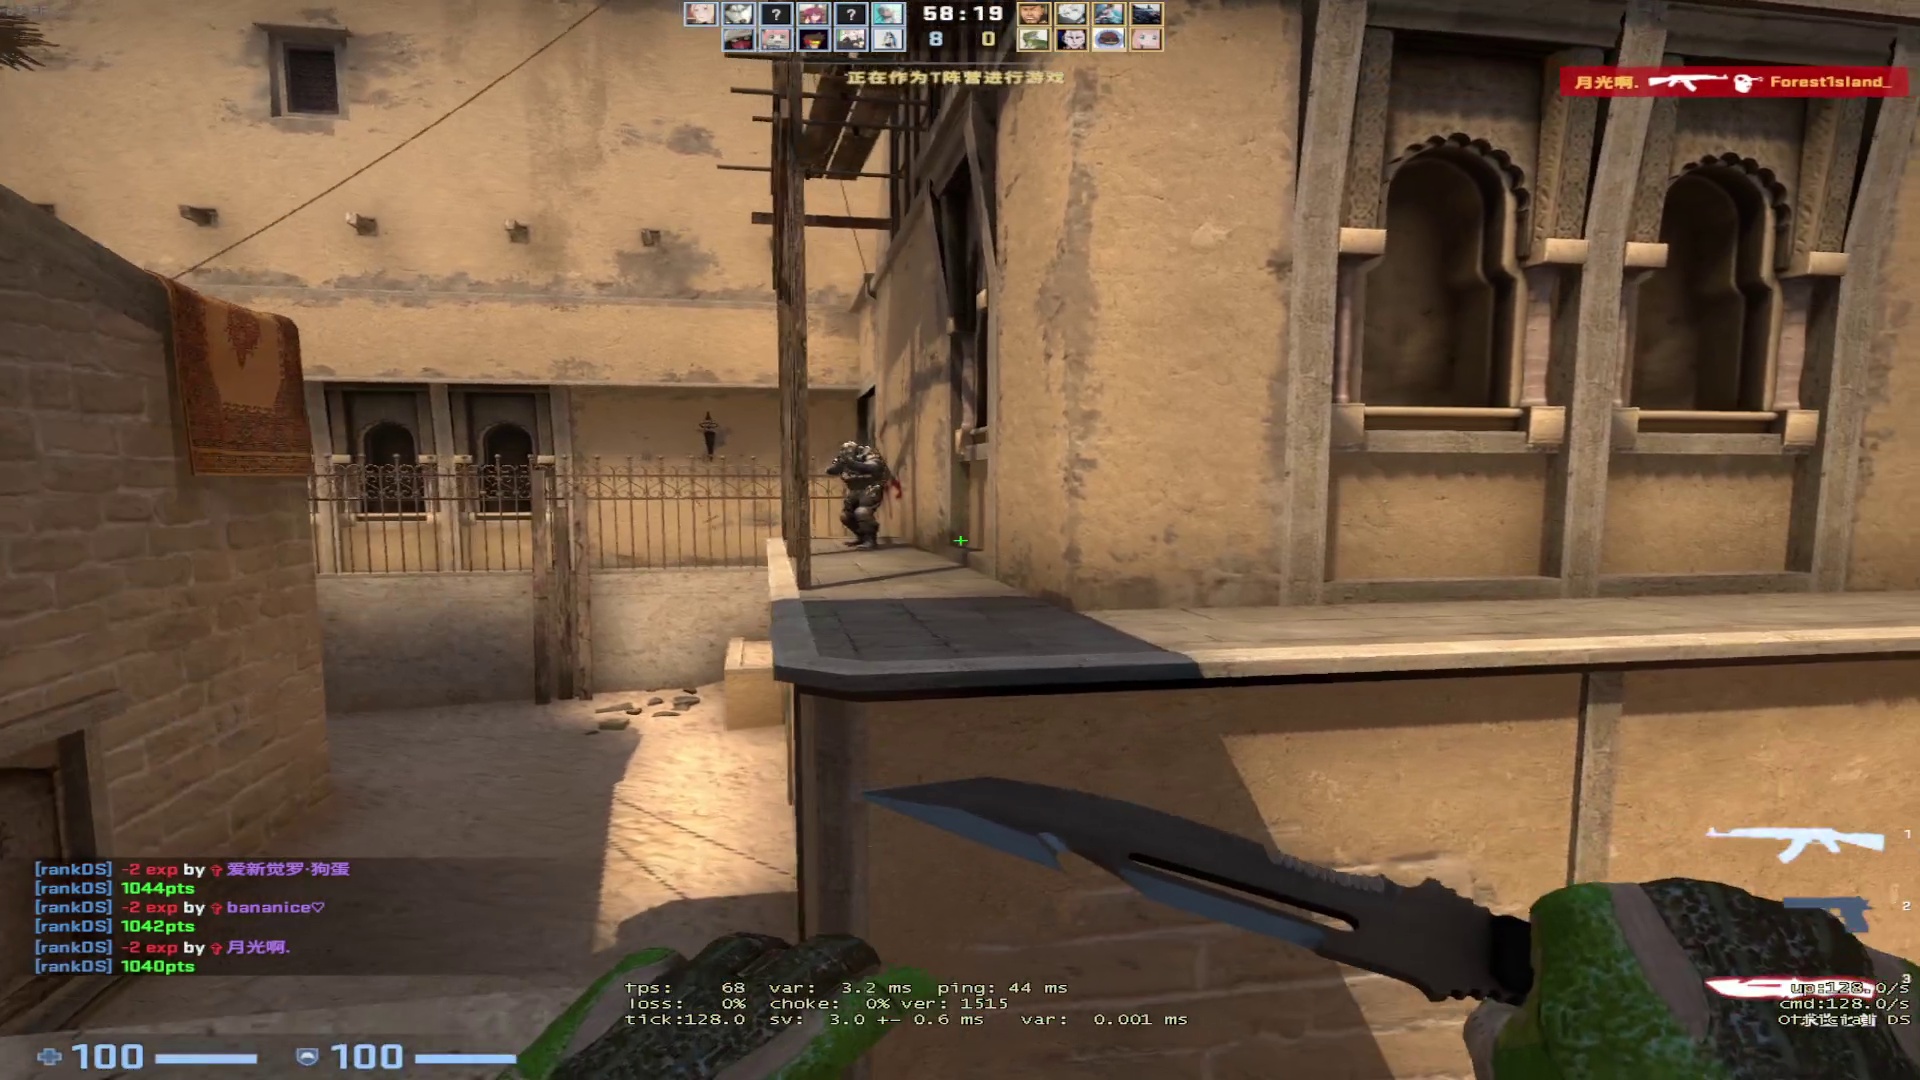 58:19
? ? 8 0
正在作为T阵营进行游戏
月光啊. Forest1sland_
[rankDS] -2 exp by ✞爱新觉罗·狗蛋
[rankDS] 1044pts
[rankDS] -2 exp by ✞bananice♡
[rankDS] 1042pts
[rankDS] -2 exp by ✞月光啊.
[rankDS] 1040pts
1
2
3
fps: 68 var: 3.2 ms ping: 44 ms
loss: 0% choke: 0% ver: 1515
tick:128.0 sv: 3.0 +- 0.6 ms var: 0.001 ms
up:128.0/s
cmd:128.0/s
DS
100 100